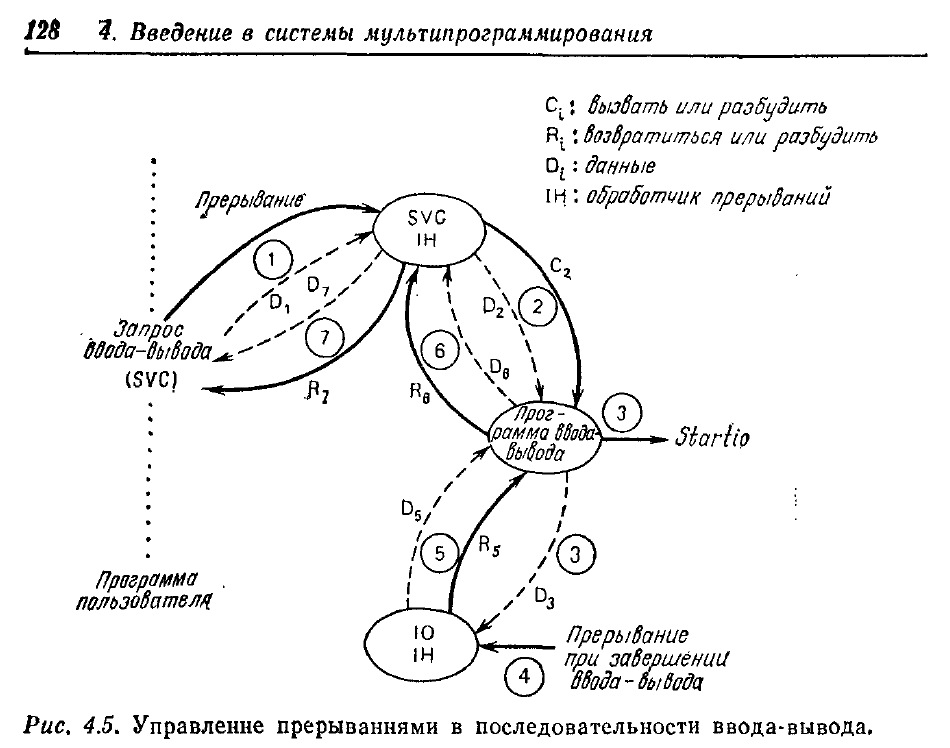 128 4. Введение в системы мультипрограммирования
Ci: вызвать или разбудить
Ri: возвратиться или разбудить
Di: данные
IH: обработчик прерываний
Прерывание
SVC
IH
C2
1
D1
D7
D2
2
7
6
Запрос
ввода-вывода
(SVC)
R7
R6
D6
Прог-
рамма ввода-
вывода
3
Startio
D5
5
R5
3
D3
Программа
пользователя
IO
IH
4
Прерывание
при завершении
ввода-вывода
Рис. 4.5. Управление прерываниями в последовательности ввода-вывода.